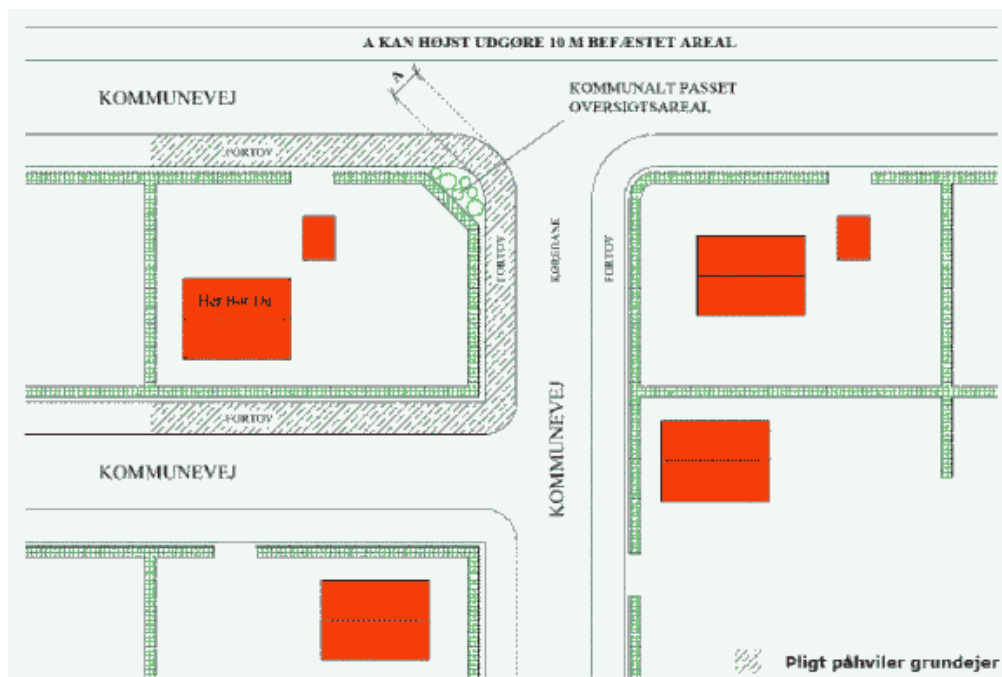 A KAN HØJST UDGØRE 10 M BEFÆSTET AREAL
A
KOMMUNEVEJ
KOMMUNALT PASSET
OVERSIGTSAREAL
FORTOV
FORTOV
KØREBANE
FORTOV
Her Bor Du
FORTOV
KOMMUNEVEJ
KOMMUNEVEJ
Pligt påhviler grundejer